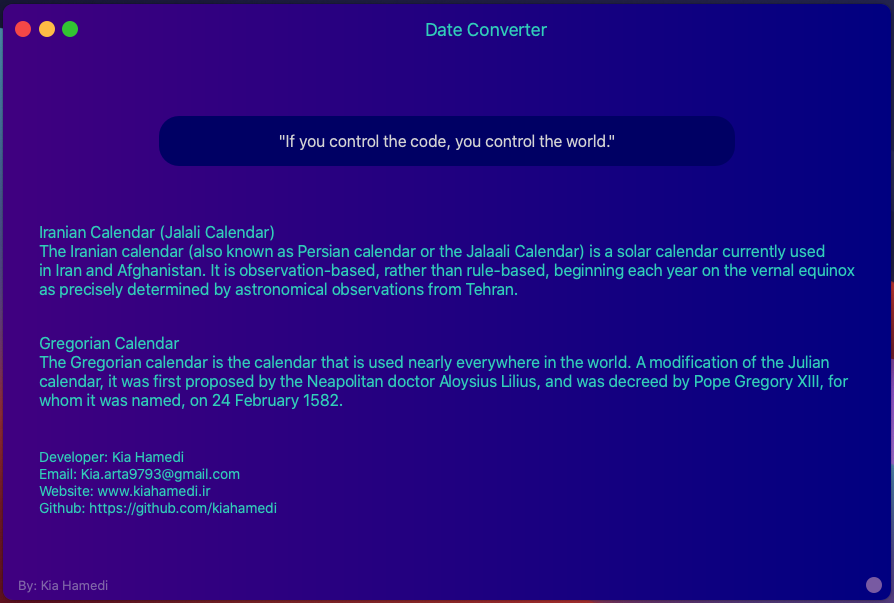 Date Converter
"If you control the code, you control the world."
Iranian Calendar (Jalali Calendar)
The Iranian calendar (also known as Persian calendar or the Jalaali Calendar) is a solar calendar currently used
in Iran and Afghanistan. It is observation-based, rather than rule-based, beginning each year on the vernal equinox
as precisely determined by astronomical observations from Tehran.
Gregorian Calendar
The Gregorian calendar is the calendar that is used nearly everywhere in the world. A modification of the Julian
calendar, it was first proposed by the Neapolitan doctor Aloysius Lilius, and was decreed by Pope Gregory XIII, for
whom it was named, on 24 February 1582.
Developer: Kia Hamedi
Email: Kia.arta9793@gmail.com
Website: www.kiahamedi.ir
Github: https://github.com/kiahamedi
By: Kia Hamedi